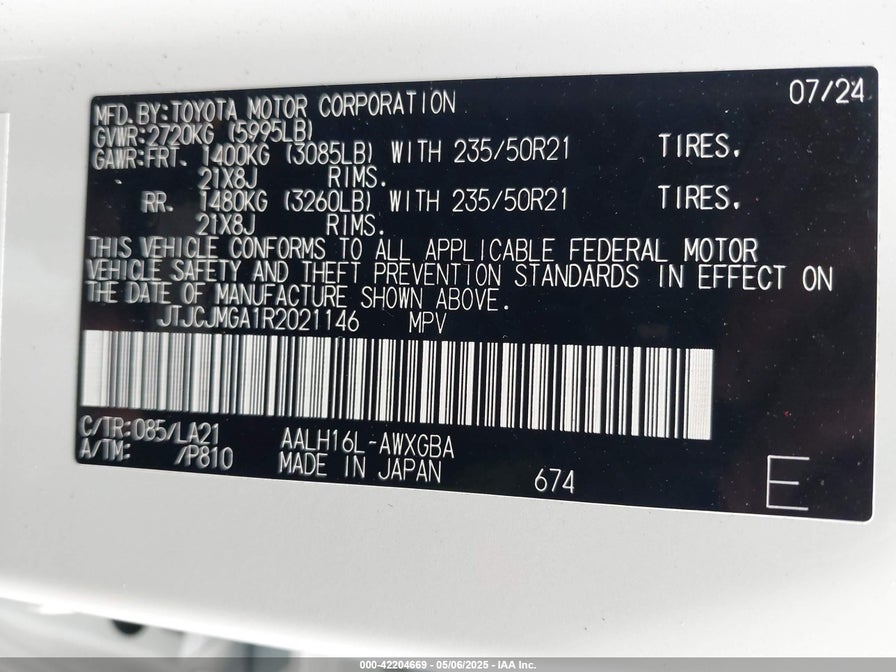 07/24
MFD.BY:TOYOTA MOTOR CORPORATION
GVWR:2720KG (5995LB)
GAWR:FRT. 1400KG (3085LB) WITH 235/50R21 TIRES.
21X8J RIMS.
RR. 1480KG (3260LB) WITH 235/50R21 TIRES.
21X8J RIMS.
THIS VEHICLE CONFORMS TO ALL APPLICABLE FEDERAL MOTOR
VEHICLE SAFETY AND THEFT PREVENTION STANDARDS IN EFFECT ON
THE DATE OF MANUFACTURE SHOWN ABOVE.
JTJCJMGA1R2021146 MPV
C/TR:085/LA21 AALH16L-AWXGBA
A/TM: /P810 MADE IN JAPAN 674 E
000-42204669 - 05/06/2025 - IAA Inc.